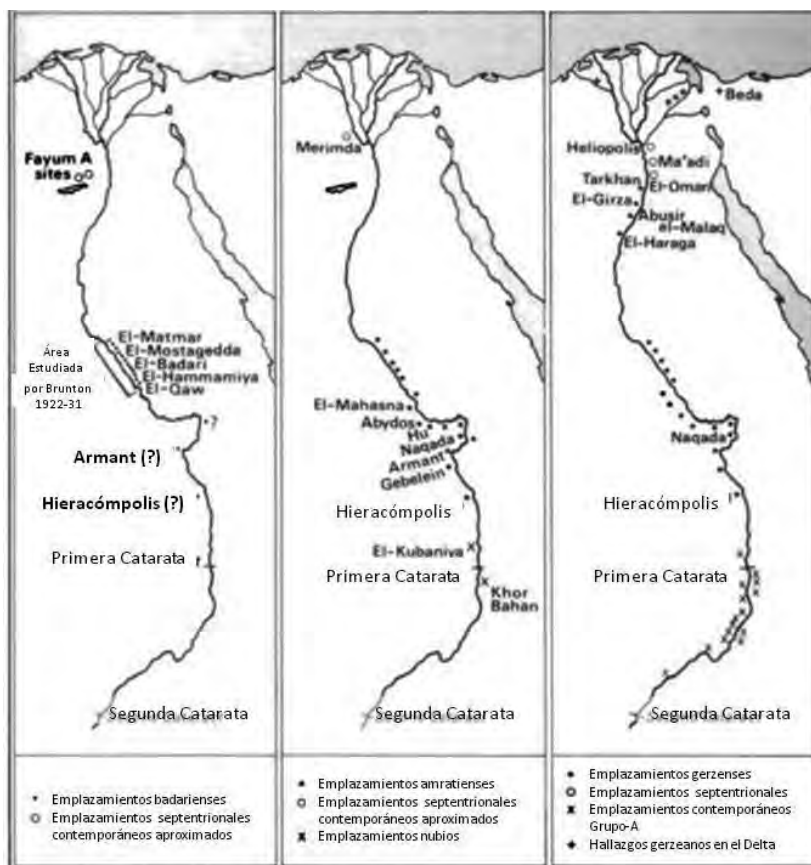 Fayum A
sites
El-Matmar
El-Mostagedda
El-Badari
El-Hammamiya
El-Qaw
Área
Estudiada
por Brunton
1922-31
?
Armant (?)
Hieracómpolis (?)
Primera Catarata
Segunda Catarata
Emplazamientos badarienses
Emplazamientos septentrionales
contemporáneos aproximados
Merimda
El-Mahasna
Abydos
Hu
Naqada
Armant
Gebelein
Hieracómpolis
El-Kubaniya
Primera Catarata
Khor
Bahan
Segunda Catarata
Emplazamientos amratienses
Emplazamientos septentrionales
contemporáneos aproximados
Emplazamientos nubios
Beda
Heliopolis
Ma'adi
Tarkhan
El-Omari
El-Girza
Abusir
el-Malaq
El-Haraga
Naqada
Hieracómpolis
Primera Catarata
Segunda Catarata
Emplazamientos gerzenses
Emplazamientos septentrionales
Emplazamientos contemporáneos
Grupo-A
Hallazgos gerzeanos en el Delta